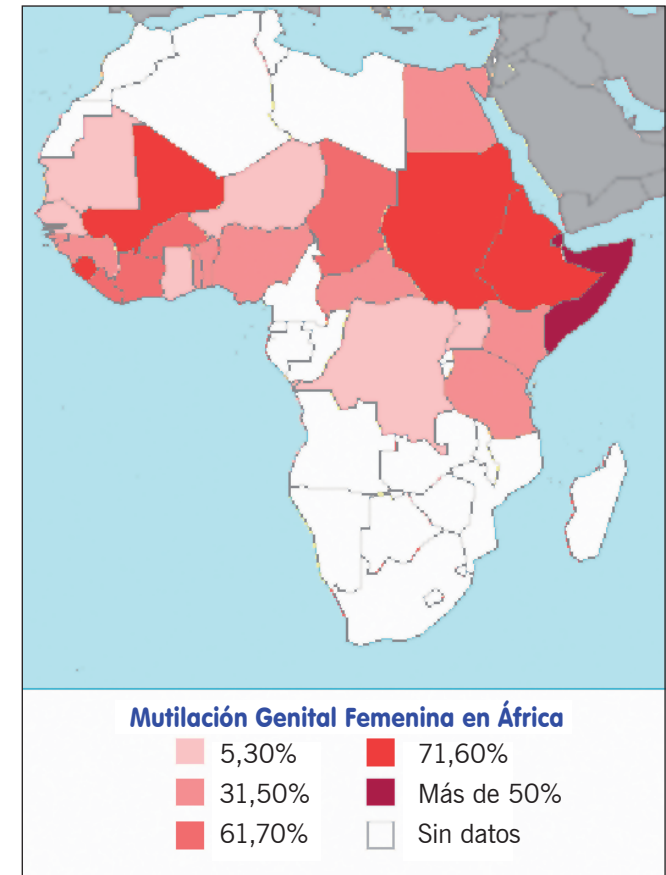 Mutilación Genital Femenina en África
5,30%
31,50%
61,70%
71,60%
Más de 50%
Sin datos